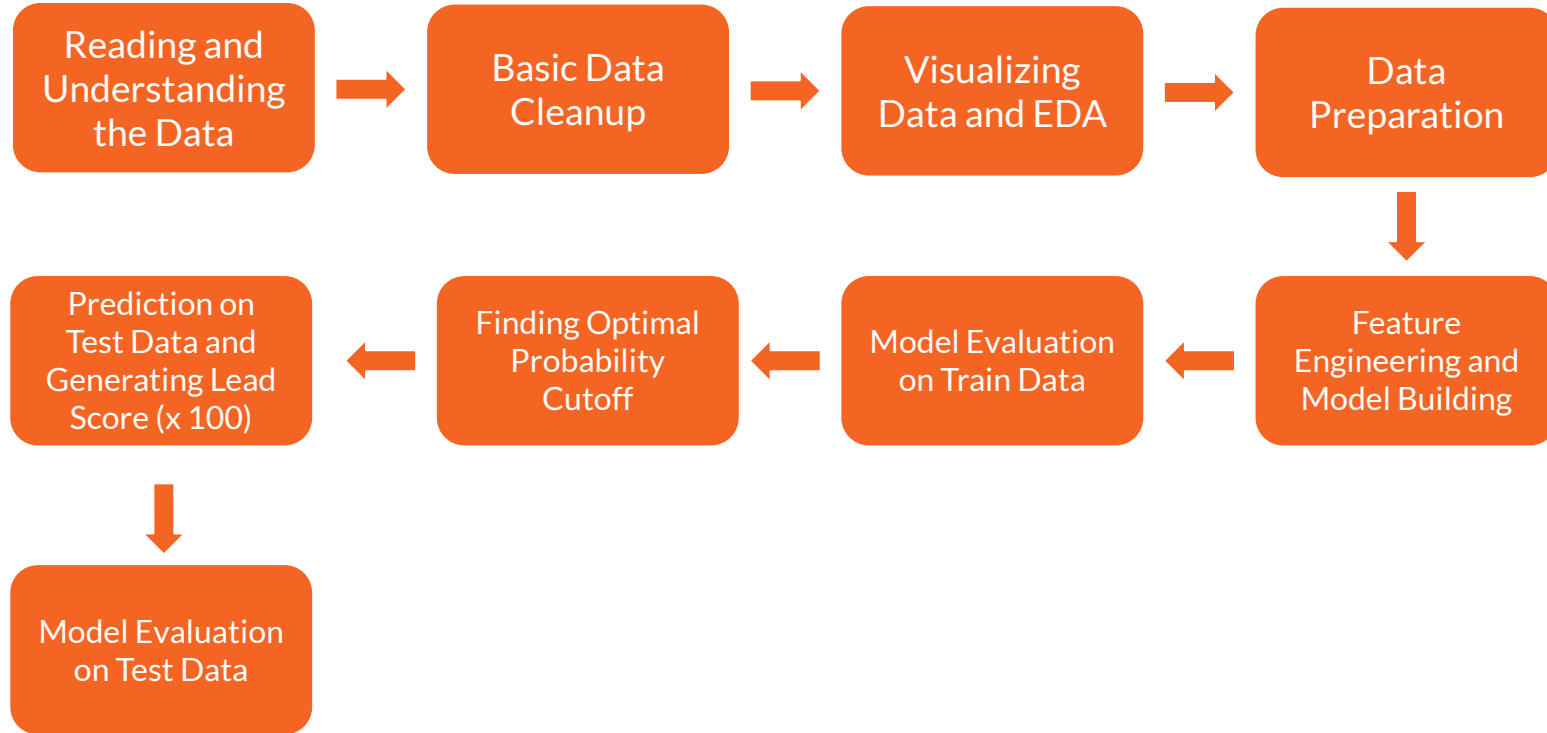 Reading and
Understanding
the Data
Basic Data
Cleanup
Visualizing
Data and EDA
Data
Preparation
Feature
Engineering and
Model Building
Model Evaluation
on Train Data
Finding Optimal
Probability
Cutoff
Prediction on
Test Data and
Generating Lead
Score (x 100)
Model Evaluation
on Test Data